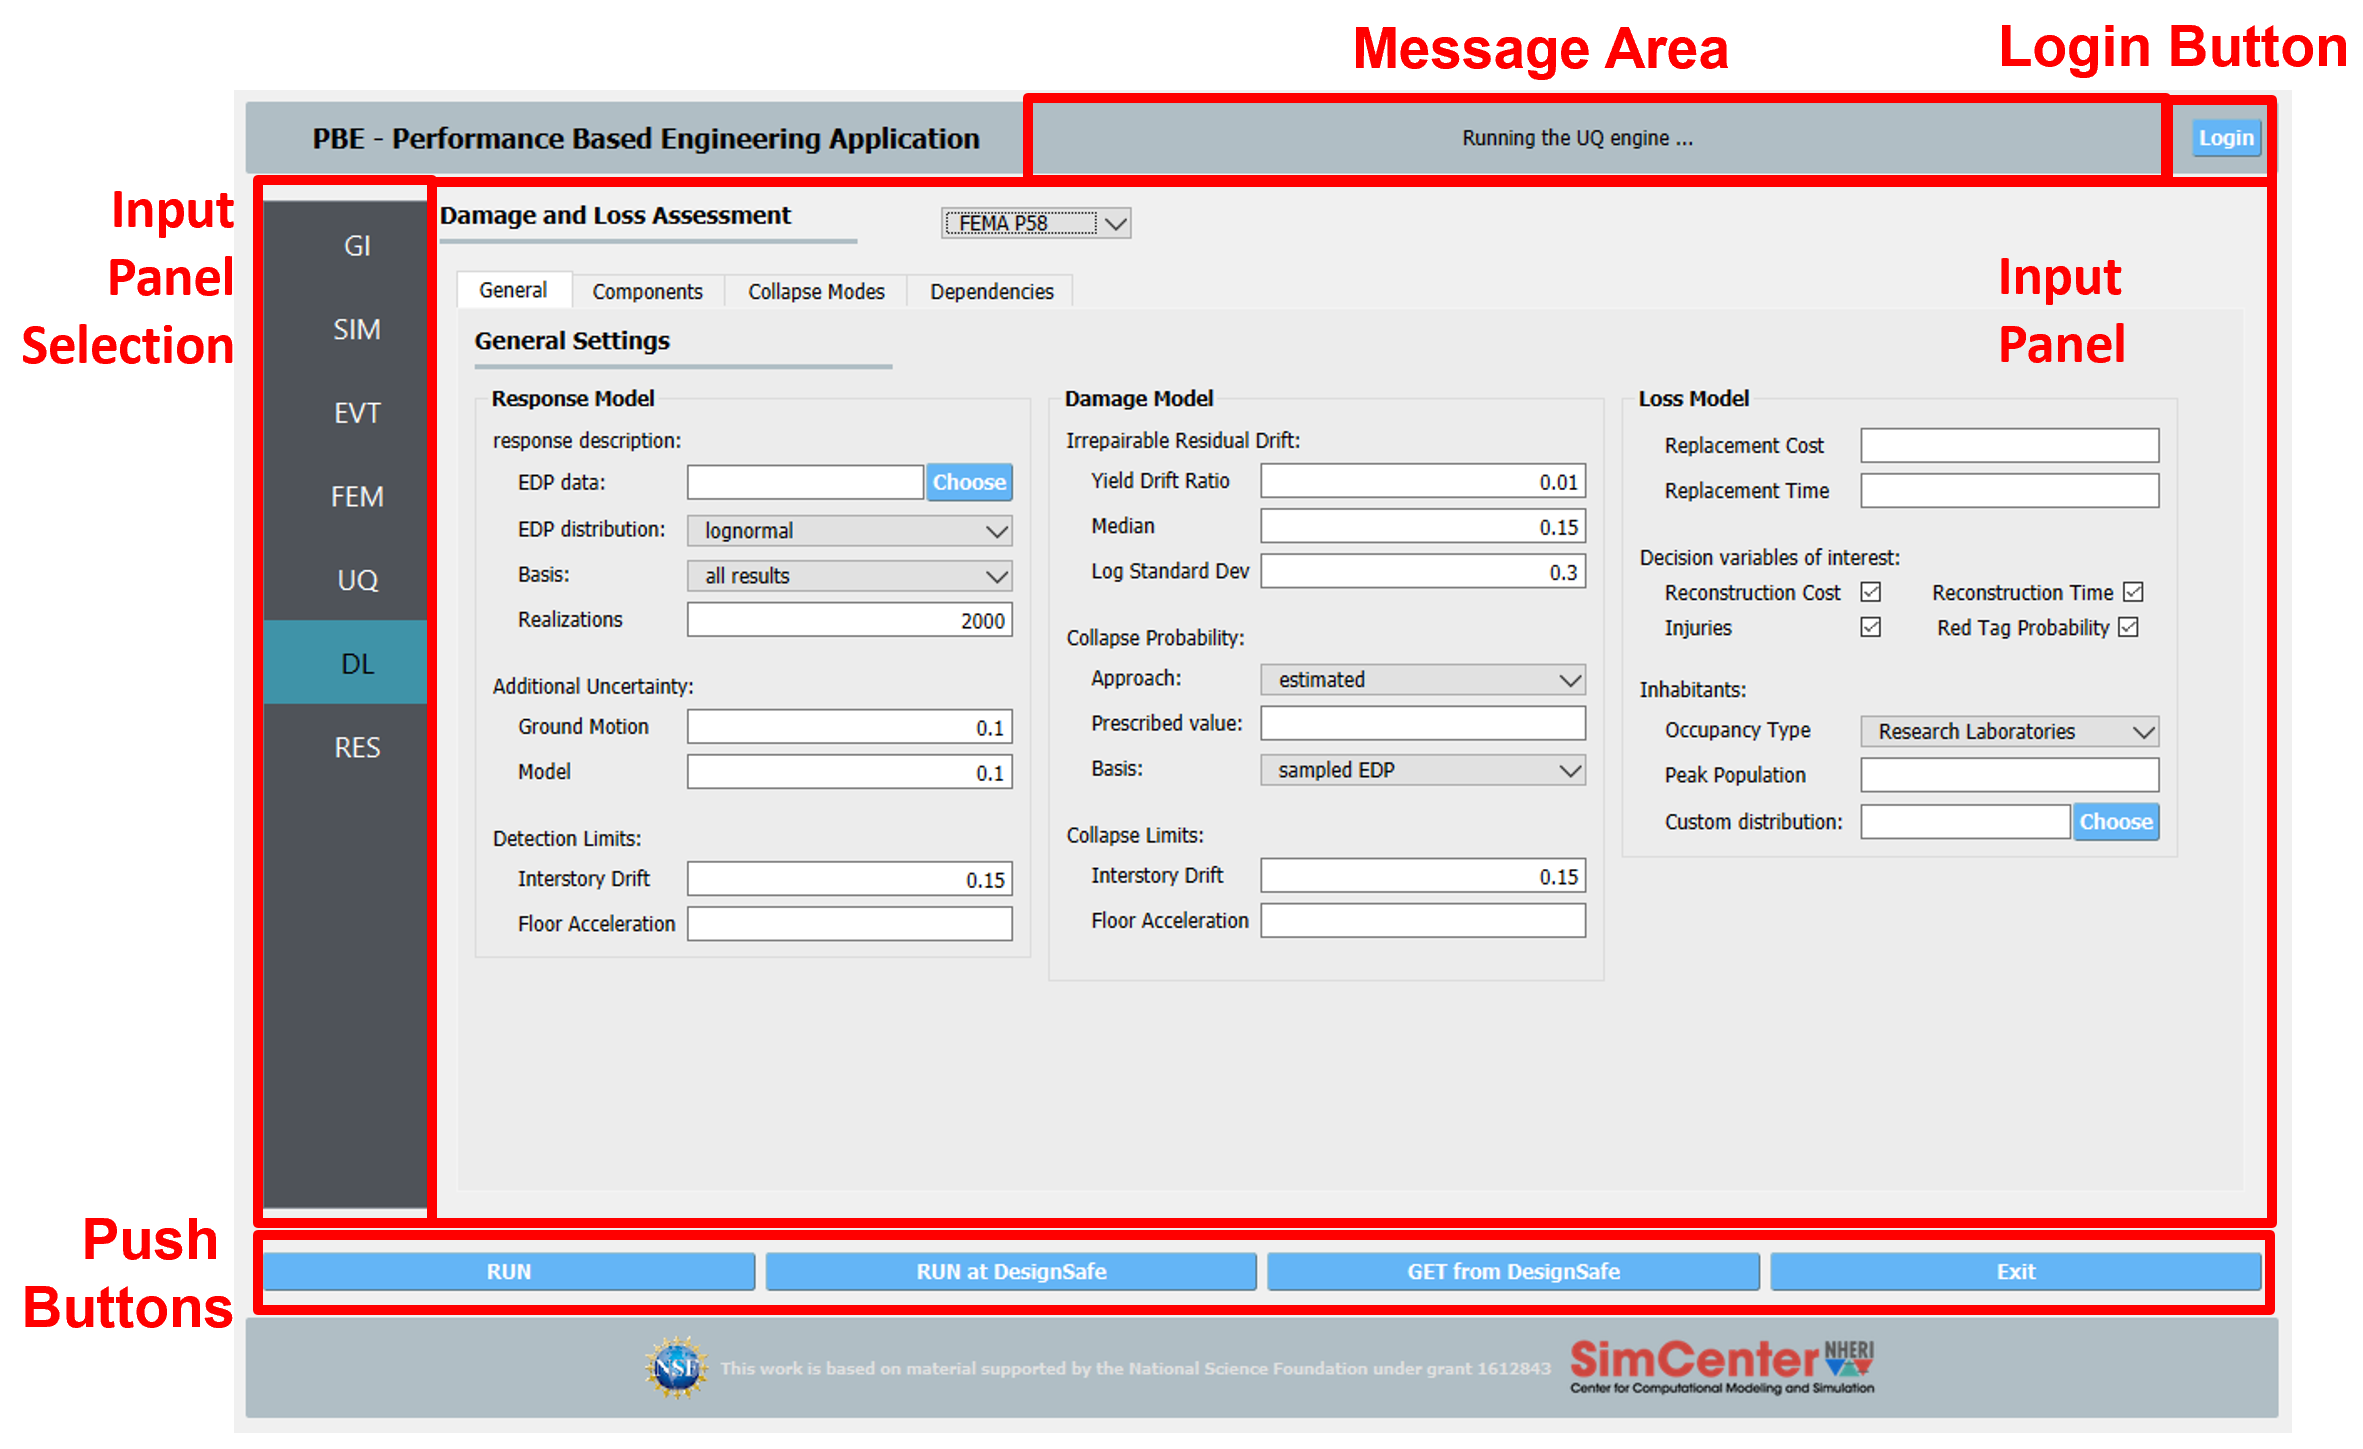 Message Area
Login Button
PBE - Performance Based Engineering Application
Running the UQ engine ...
Login
Input
Panel
Selection
GI
SIM
EVT
FEM
UQ
DL
RES
Damage and Loss Assessment
FEMA P58
Input
Panel
General
Components
Collapse Modes
Dependencies
General Settings
Response Model
response description:
EDP data:
Choose
EDP distribution:
lognormal
Basis:
all results
Realizations
2000
Additional Uncertainty:
Ground Motion
0.1
Model
0.1
Detection Limits:
Interstory Drift
0.15
Floor Acceleration
Damage Model
Irrepairable Residual Drift:
Yield Drift Ratio
0.01
Median
0.15
Log Standard Dev
0.3
Collapse Probability:
Approach:
estimated
Prescribed value:
Basis:
sampled EDP
Collapse Limits:
Interstory Drift
0.15
Floor Acceleration
Loss Model
Replacement Cost
Replacement Time
Decision variables of interest:
Reconstruction Cost
Reconstruction Time
Injuries
Red Tag Probability
Inhabitants:
Occupancy Type
Research Laboratories
Peak Population
Custom distribution:
Choose
Push
Buttons
RUN
RUN at DesignSafe
GET from DesignSafe
Exit
NSF
This work is based on material supported by the National Science Foundation under grant 1612843
SimCenter
NHERI
Center for Computational Modeling and Simulation